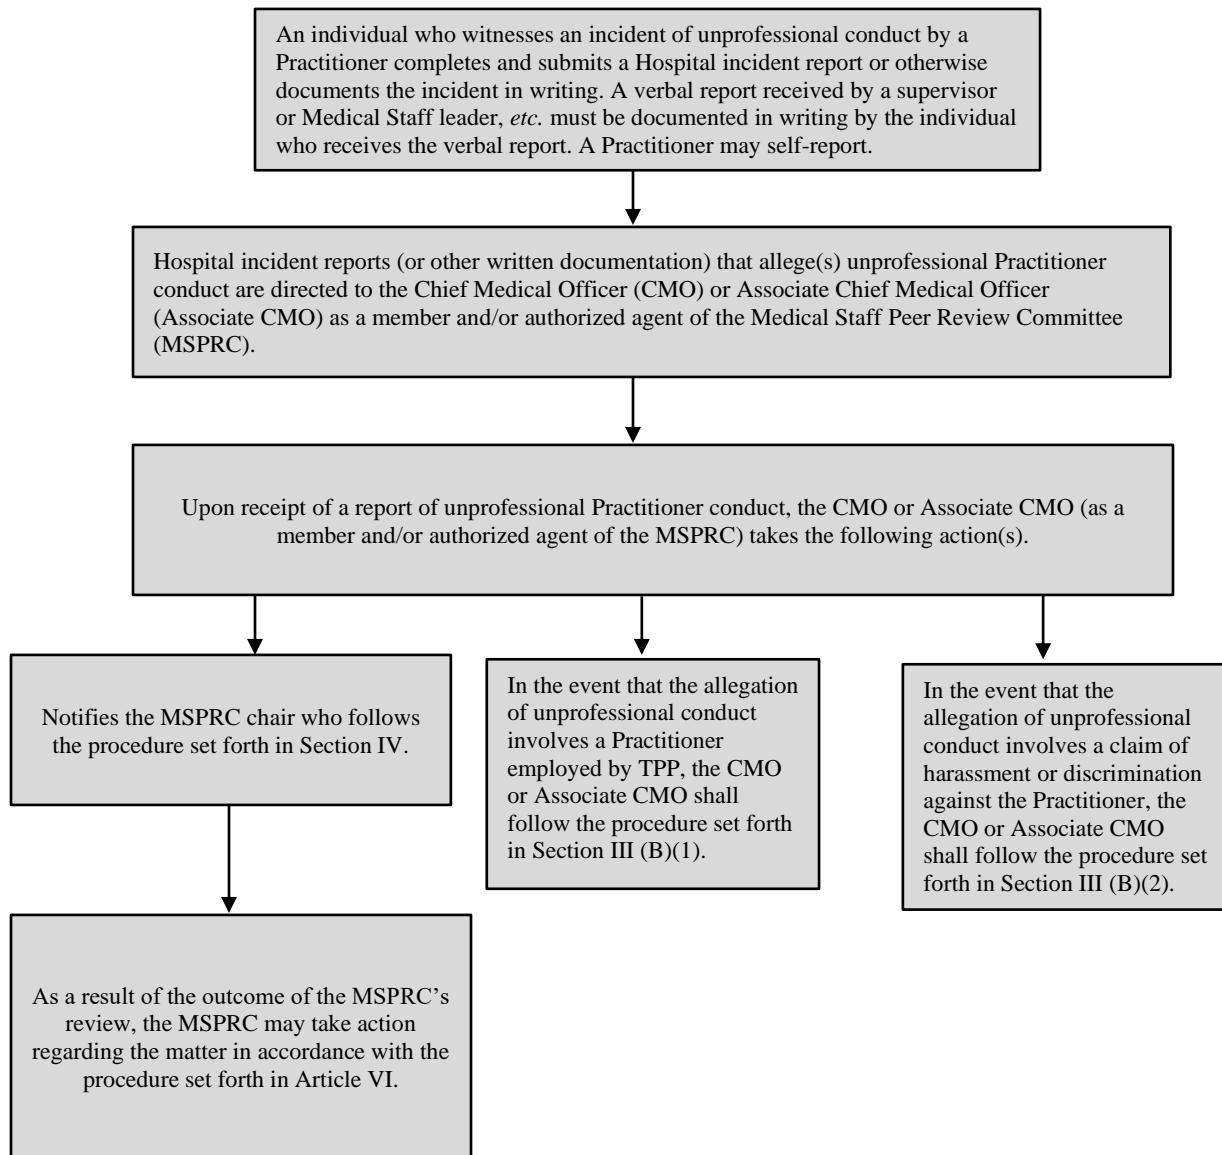 An individual who witnesses an incident of unprofessional conduct by a
Practitioner completes and submits a Hospital incident report or otherwise
documents the incident in writing. A verbal report received by a supervisor
or Medical Staff leader, etc. must be documented in writing by the individual
who receives the verbal report. A Practitioner may self-report.
Hospital incident reports (or other written documentation) that allege(s) unprofessional Practitioner
conduct are directed to the Chief Medical Officer (CMO) or Associate Chief Medical Officer
(Associate CMO) as a member and/or authorized agent of the Medical Staff Peer Review Committee
(MSPRC).
Upon receipt of a report of unprofessional Practitioner conduct, the CMO or Associate CMO (as a
member and/or authorized agent of the MSPRC) takes the following action(s).
Notifies the MSPRC chair who follows
the procedure set forth in Section IV.
In the event that the allegation
of unprofessional conduct
involves a Practitioner
employed by TPP, the CMO
or Associate CMO shall
follow the procedure set forth
in Section III (B)(1).
In the event that the
allegation of unprofessional
conduct involves a claim of
harassment or discrimination
against the Practitioner, the
CMO or Associate CMO
shall follow the procedure set
forth in Section III (B)(2).
As a result of the outcome of the MSPRC’s
review, the MSPRC may take action
regarding the matter in accordance with the
procedure set forth in Article VI.